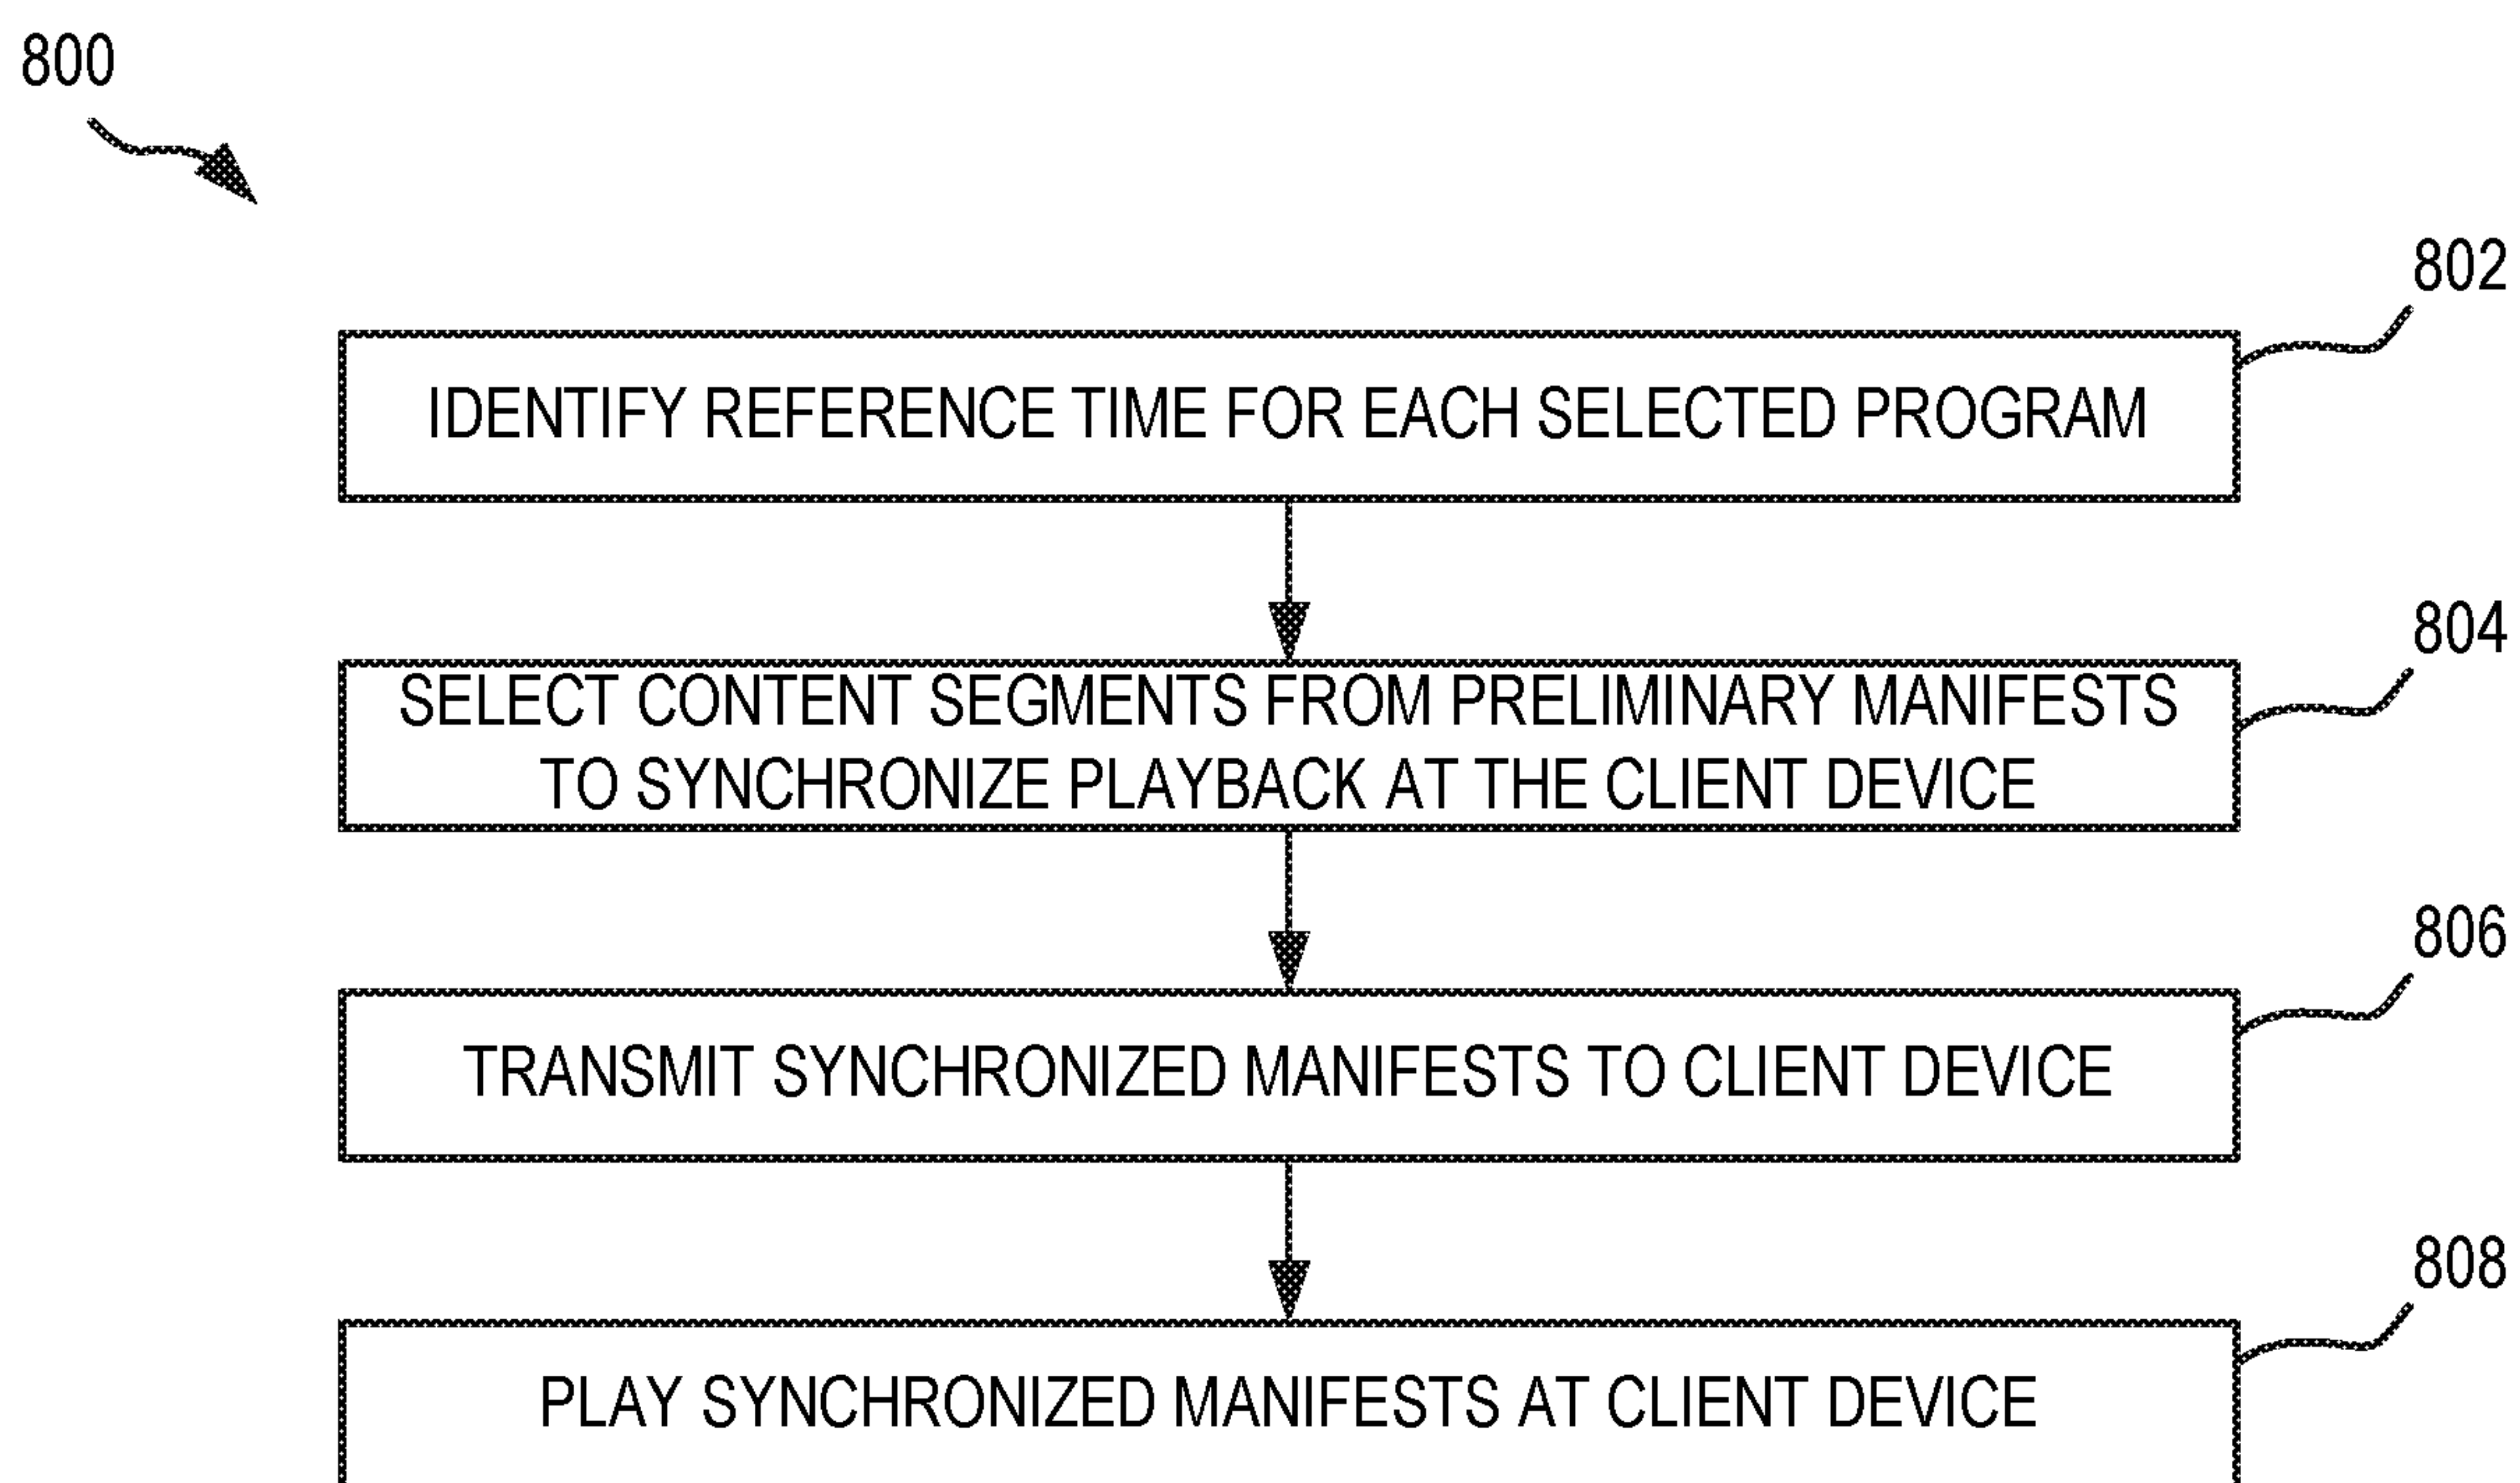 800
802
IDENTIFY REFERENCE TIME FOR EACH SELECTED PROGRAM
804
SELECT CONTENT SEGMENTS FROM PRELIMINARY MANIFESTS
TO SYNCHRONIZE PLAYBACK AT THE CLIENT DEVICE
806
TRANSMIT SYNCHRONIZED MANIFESTS TO CLIENT DEVICE
808
PLAY SYNCHRONIZED MANIFESTS AT CLIENT DEVICE